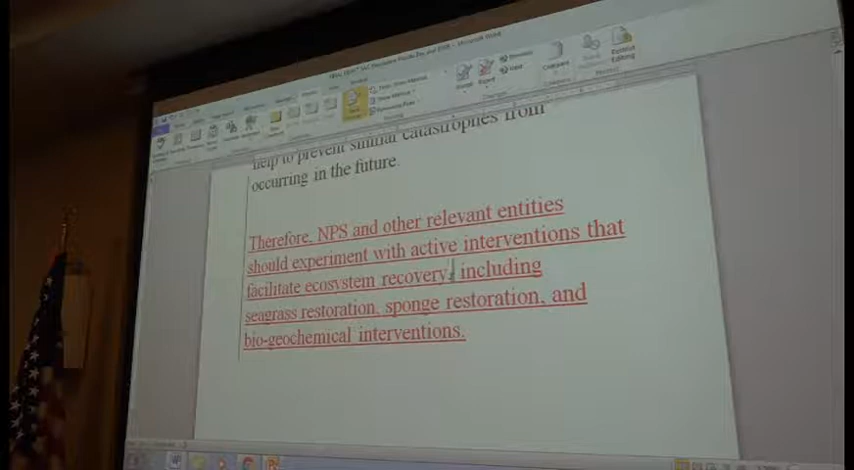 help to prevent similar catastrophes from
occurring in the future.
Therefore, NPS and other relevant entities
should experiment with active interventions that
facilitate ecosystem recovery, including
seagrass restoration, sponge restoration, and
bio-geochemical interventions.